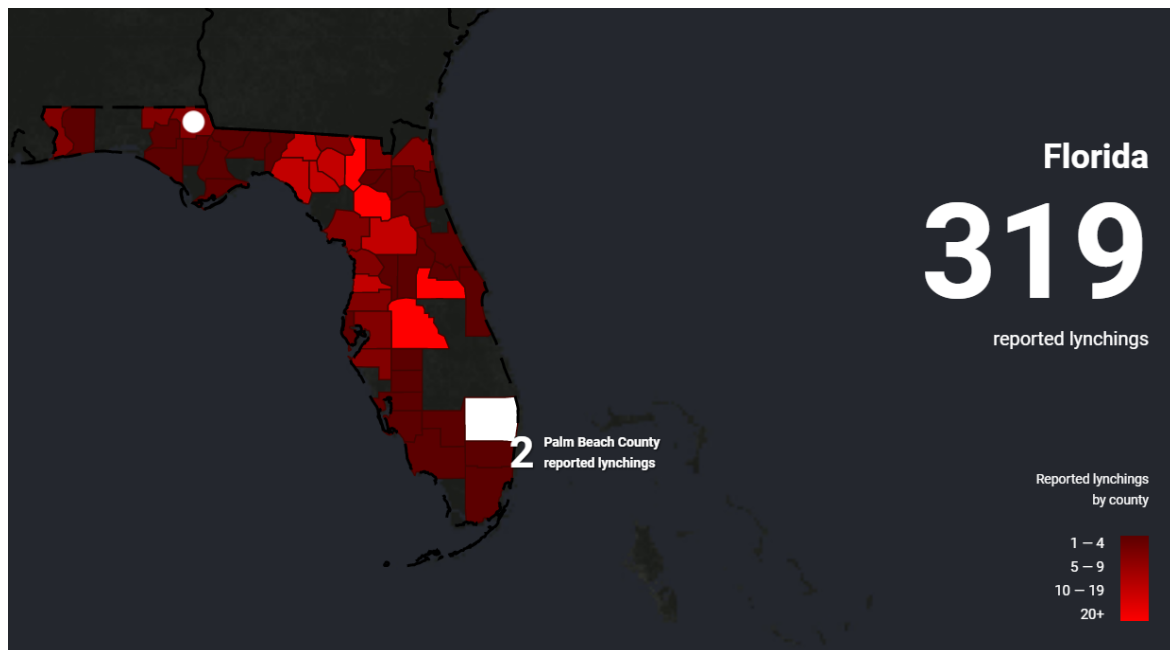 Florida
319
reported lynchings
2 Palm Beach County
reported lynchings
Reported lynchings
by county
1 — 4
5 — 9
10 — 19
20+